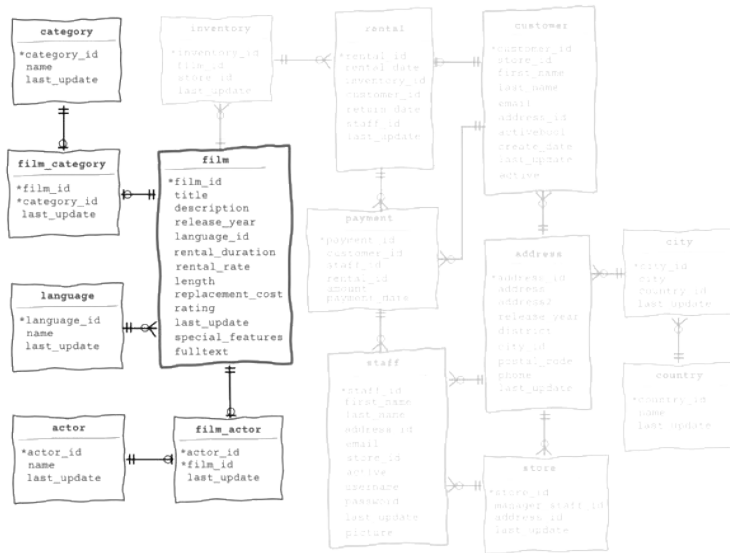 category
*category_id
name
last_update
film_category
*film_id
*category_id
last_update
language
*language_id
name
last_update
actor
*actor_id
name
last_update
film
*film_id
title
description
release_year
language_id
rental_duration
rental_rate
length
replacement_cost
rating
last_update
special_features
fulltext
film_actor
*actor_id
*film_id
last_update
inventory
*inventory_id
film_id
store_id
last_update
rental
*rental_id
rental_date
inventory_id
customer_id
return_date
staff_id
last_update
customer
*customer_id
store_id
first_name
last_name
email
address_id
activebool
create_date
last_update
active
payment
*payment_id
customer_id
staff_id
rental_id
amount
payment_date
address
*address_id
address
address2
release_year
district
city_id
postal_code
phone
last_update
city
*city_id
city
country_id
last_update
staff
*staff_id
first_name
last_name
address_id
email
store_id
active
username
password
last_update
picture
country
*country_id
name
last_update
store
*store_id
manager_staff_id
address_id
last_update